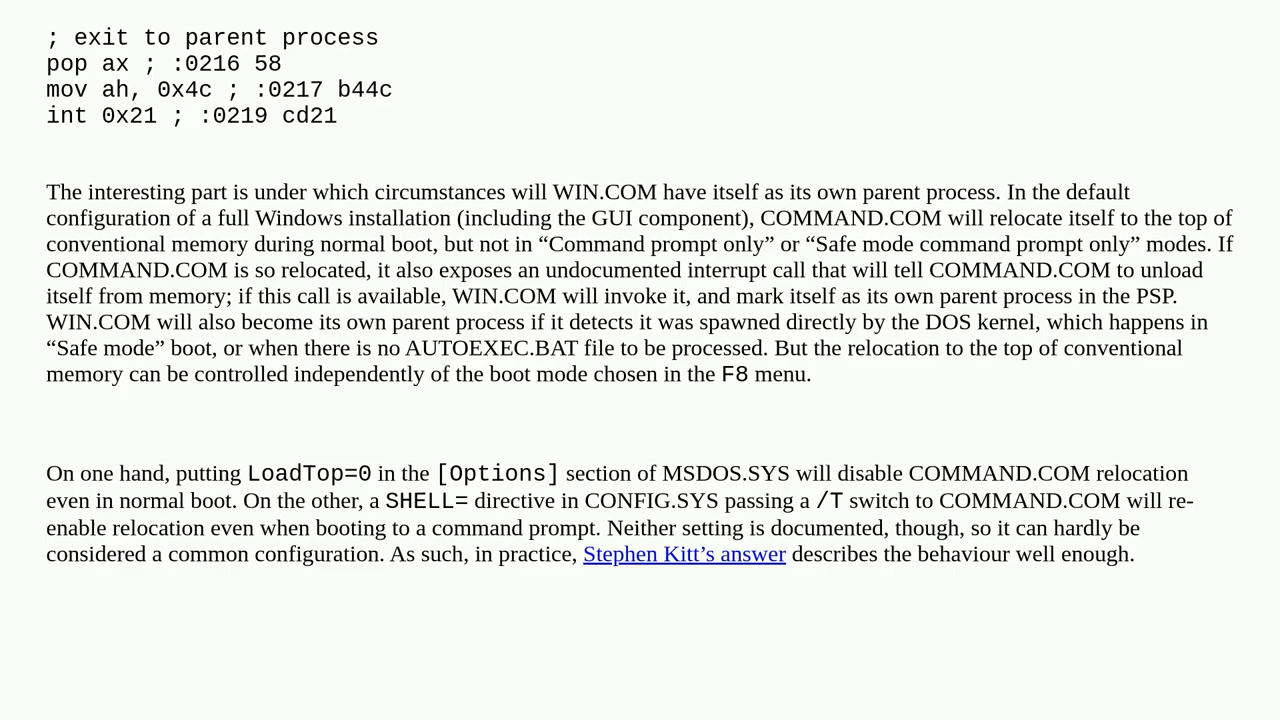 ; exit to parent process
pop ax ; :0216 58
mov ah, 0x4c ; :0217 b44c
int 0x21 ; :0219 cd21
The interesting part is under which circumstances will WIN.COM have itself as its own parent process. In the default
configuration of a full Windows installation (including the GUI component), COMMAND.COM will relocate itself to the top of
conventional memory during normal boot, but not in “Command prompt only” or “Safe mode command prompt only” modes. If
COMMAND.COM is so relocated, it also exposes an undocumented interrupt call that will tell COMMAND.COM to unload
itself from memory; if this call is available, WIN.COM will invoke it, and mark itself as its own parent process in the PSP.
WIN.COM will also become its own parent process if it detects it was spawned directly by the DOS kernel, which happens in
“Safe mode” boot, or when there is no AUTOEXEC.BAT file to be processed. But the relocation to the top of conventional
memory can be controlled independently of the boot mode chosen in the F8 menu.
On one hand, putting LoadTop=0 in the [Options] section of MSDOS.SYS will disable COMMAND.COM relocation
even in normal boot. On the other, a SHELL= directive in CONFIG.SYS passing a /T switch to COMMAND.COM will re-
enable relocation even when booting to a command prompt. Neither setting is documented, though, so it can hardly be
considered a common configuration. As such, in practice, Stephen Kitt’s answer describes the behaviour well enough.